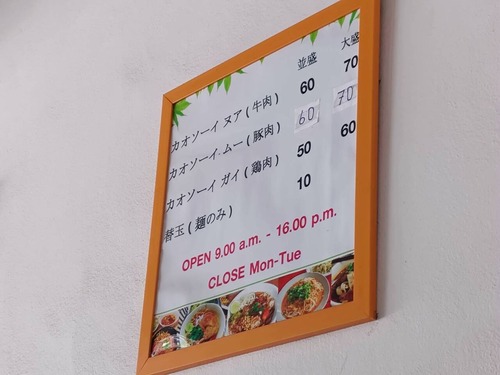 並盛 大盛
カオソーイ ヌア (牛肉) 60 70
カオソーイ ムー (豚肉) 60 70
カオソーイ ガイ (鶏肉) 50 60
替玉 (麺のみ) 10
OPEN 9.00 a.m. - 16.00 p.m.
CLOSE Mon-Tue